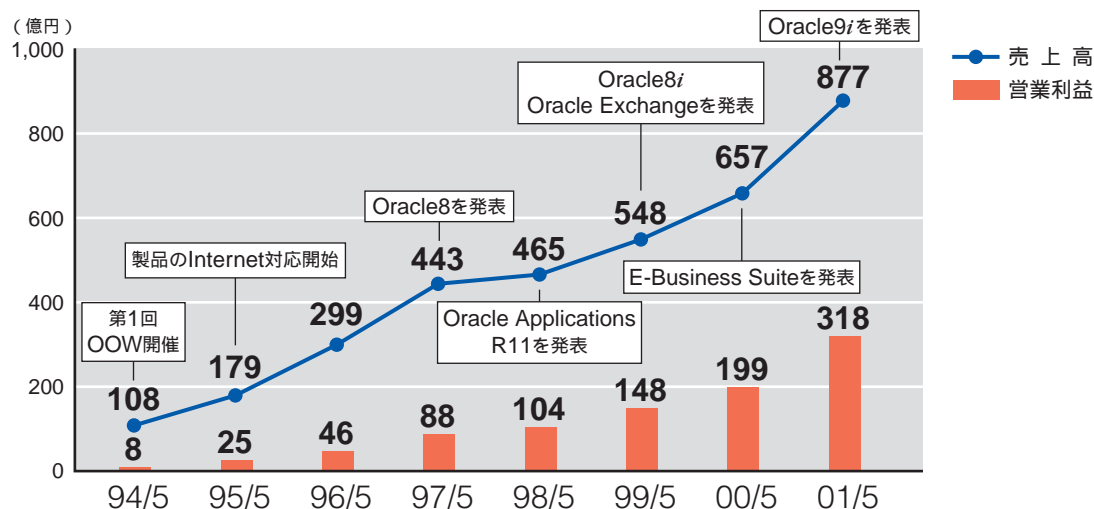 （億円）
1,000
800
600
400
200
0
Oracle9iを発表
877
Oracle8i
Oracle Exchangeを発表
657
548
Oracle8を発表
443
465
製品のInternet対応開始
E-Business Suiteを発表
299
第1回
OOW開催
Oracle Applications
R11を発表
179
108
318
199
148
104
88
46
25
8
94/5 95/5 96/5 97/5 98/5 99/5 00/5 01/5
売上高
営業利益